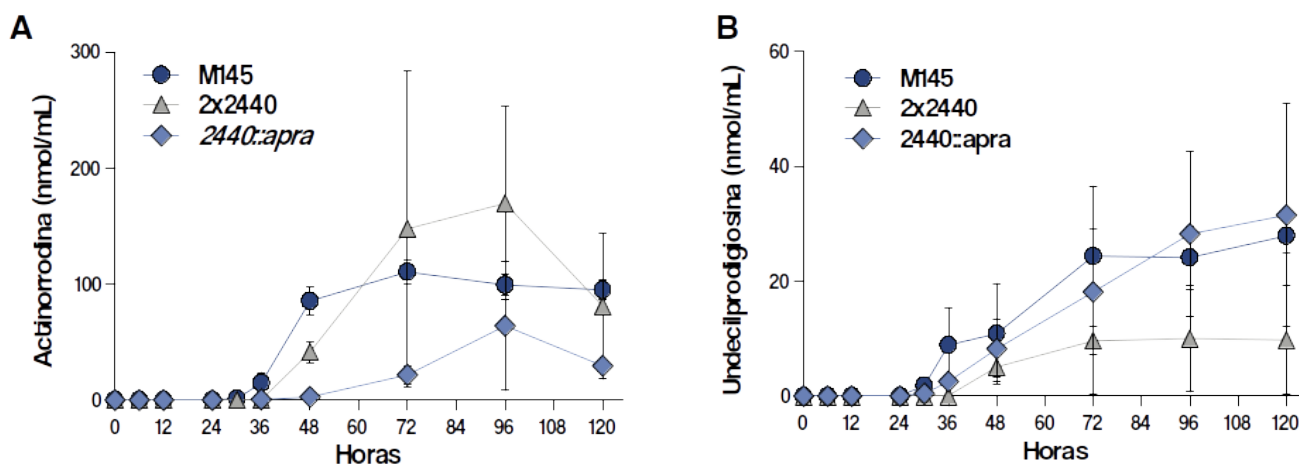 A
Actinorrodina (nmol/mL)
300
200
100
0
M145
2x2440
2440::apra
0 12 24 36 48 60 72 84 96 108 120
Horas
B
Undecilprodigiosina (nmol/mL)
60
40
20
0
M145
2x2440
2440::apra
0 12 24 36 48 60 72 84 96 108 120
Horas